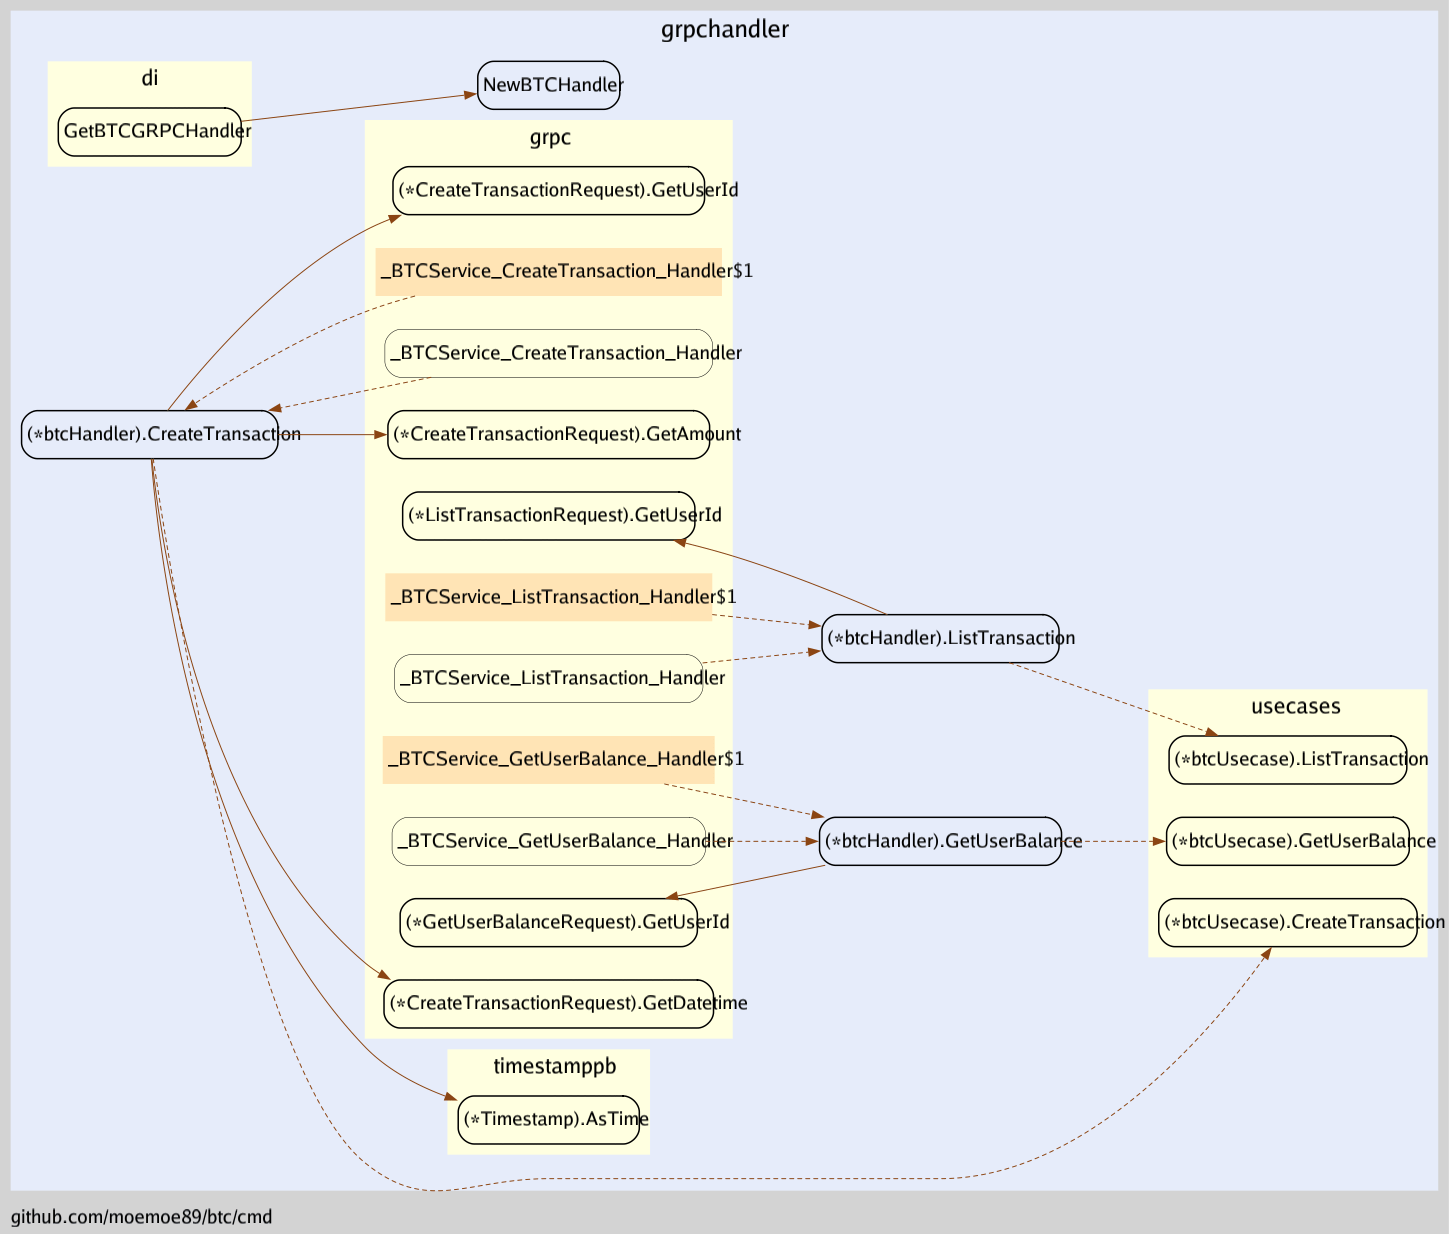 grpchandler
di
GetBTCGRPCHandler
NewBTCHandler
grpc
(*CreateTransactionRequest).GetUserId
_BTCService_CreateTransaction_Handler$1
_BTCService_CreateTransaction_Handler
(*btcHandler).CreateTransaction
(*CreateTransactionRequest).GetAmount
(*ListTransactionRequest).GetUserId
_BTCService_ListTransaction_Handler$1
(*btcHandler).ListTransaction
_BTCService_ListTransaction_Handler
usecases
(*btcUsecase).ListTransaction
_BTCService_GetUserBalance_Handler$1
_BTCService_GetUserBalance_Handler
(*btcHandler).GetUserBalance
(*btcUsecase).GetUserBalance
(*GetUserBalanceRequest).GetUserId
(*btcUsecase).CreateTransaction
(*CreateTransactionRequest).GetDatetime
timestamppb
(*Timestamp).AsTime
github.com/moemoe89/btc/cmd